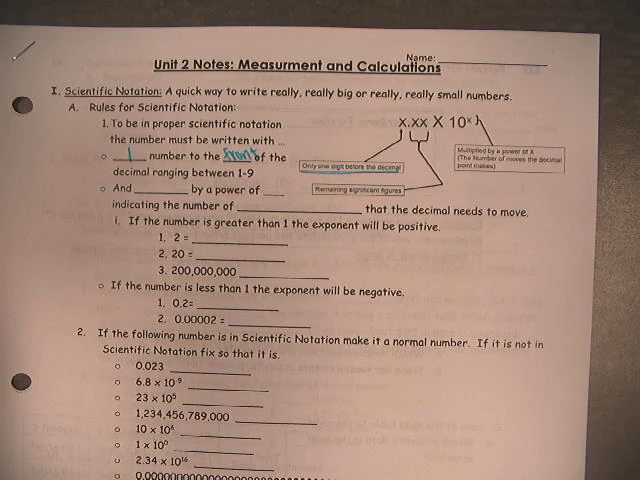 Name: ____________
Unit 2 Notes: Measurment and Calculations
I. Scientific Notation: A quick way to write really, really big or really, really small numbers.
A. Rules for Scientific Notation:
1. To be in proper scientific notation
the number must be written with ...
o __1__ number to the front of the
decimal ranging between 1-9
o And _________ by a power of ____
indicating the number of ____________________ that the decimal needs to move.
X.XX X 10ˣ
Only one digit before the decimal
Remaining significant figures
Multiplied by a power of X
(The Number of moves the decimal
point makes)
i. If the number is greater than 1 the exponent will be positive.
1. 2 = ______________
2. 20 = ______________
3. 200,000,000 ______________
o If the number is less than 1 the exponent will be negative.
1. 0.2= ____________
2. 0.00002 = ____________
2. If the following number is in Scientific Notation make it a normal number. If it is not in
Scientific Notation fix so that it is.
o 0.023 ____________
o 6.8 x 10⁻⁹ ____________
o 23 x 10⁵ ____________
o 1,234,456,789,000 ____________
o 10 x 10⁶ ____________
o 1 x 10⁰ ____________
o 2.34 x 10¹⁶ ____________